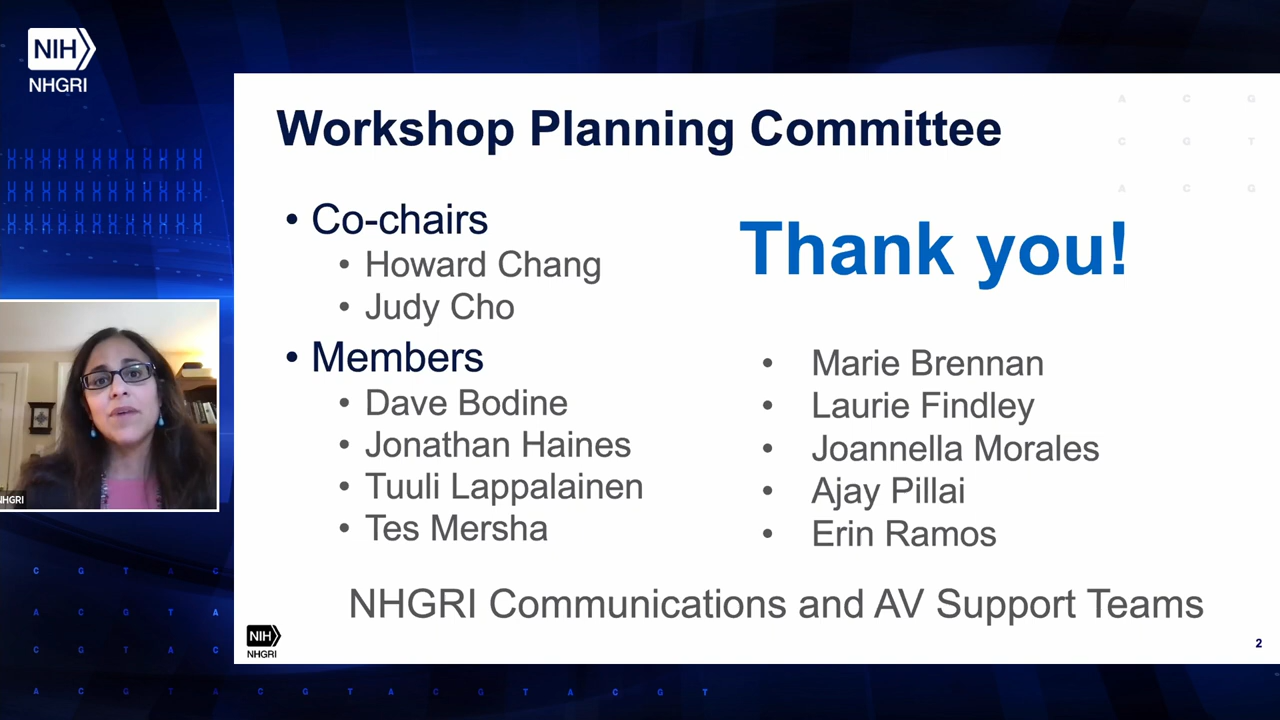 NIH
NHGRI
Workshop Planning Committee
A C G
C G T
A C G
• Co-chairs
• Howard Chang
• Judy Cho
Thank you!
• Members
• Dave Bodine
• Jonathan Haines
• Tuuli Lappalainen
• Tes Mersha
• Marie Brennan
• Laurie Findley
• Joannella Morales
• Ajay Pillai
• Erin Ramos
NHGRI Communications and AV Support Teams
NIH
NHGRI
2
NHGRI
C G T A C
A C G T A
C G T A C
A C G T A C G T A C G T A C G T